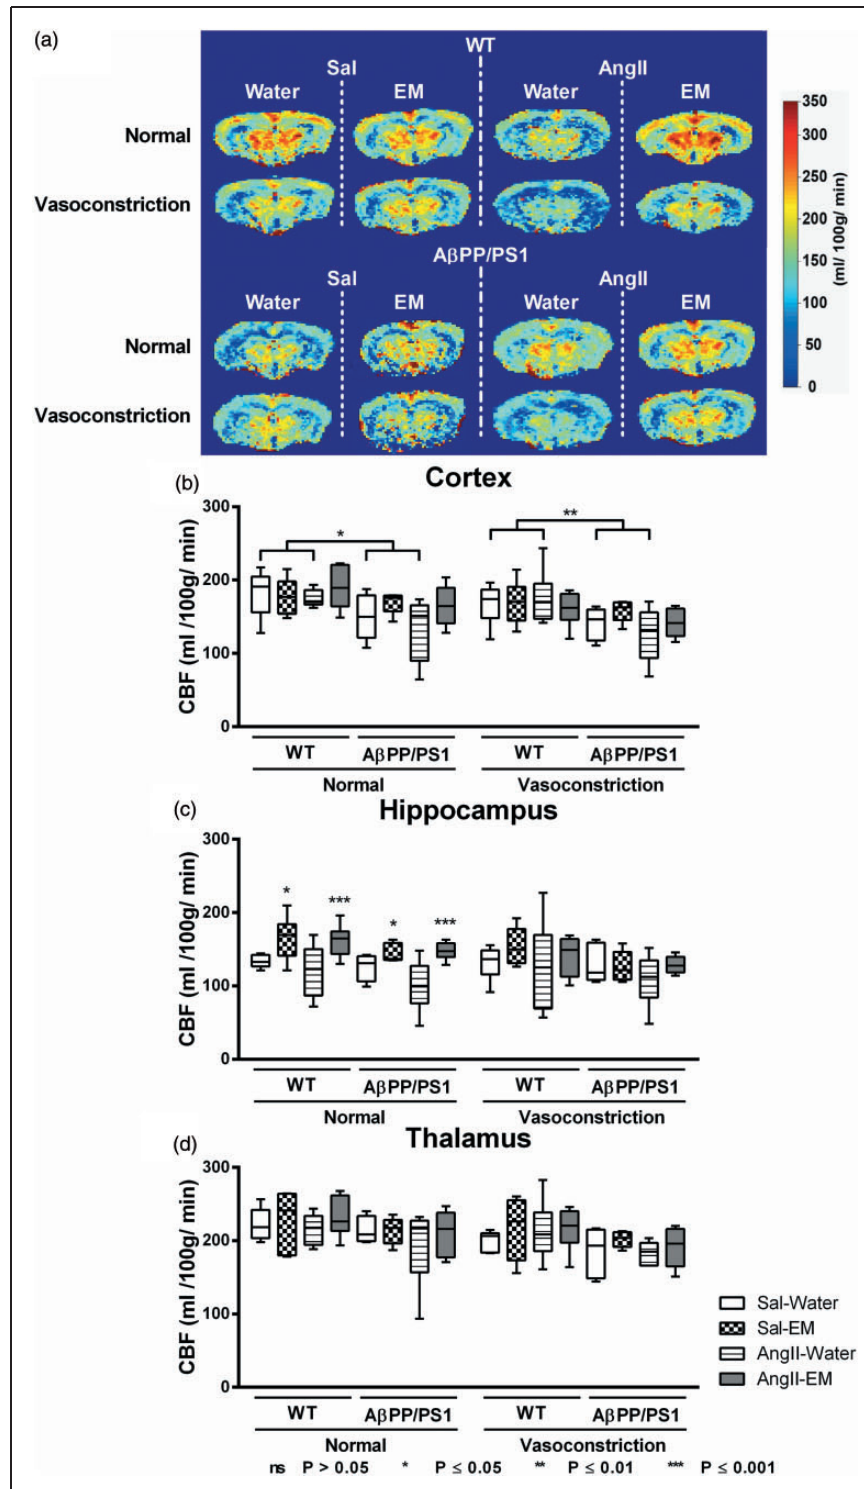 (a)
WT
Sal AngII
Water EM Water EM
Normal
Vasoconstriction
AβPP/PS1
Sal AngII
Water EM Water EM
Normal
Vasoconstriction
350
300
250
200
150
100
50
0
(ml/ 100g/ min)
(b) Cortex
CBF (ml /100g/ min)
300
200
100
0
* **
WT AβPP/PS1 WT AβPP/PS1
Normal Vasoconstriction
(c) Hippocampus
CBF (ml /100g/ min)
300
200
100
0
* *** * ***
WT AβPP/PS1 WT AβPP/PS1
Normal Vasoconstriction
(d) Thalamus
CBF (ml /100g/ min)
300
200
100
0
Sal-Water
Sal-EM
AngII-Water
AngII-EM
WT AβPP/PS1 WT AβPP/PS1
Normal Vasoconstriction
ns P > 0.05 * P ≤ 0.05 ** P ≤ 0.01 *** P ≤ 0.001